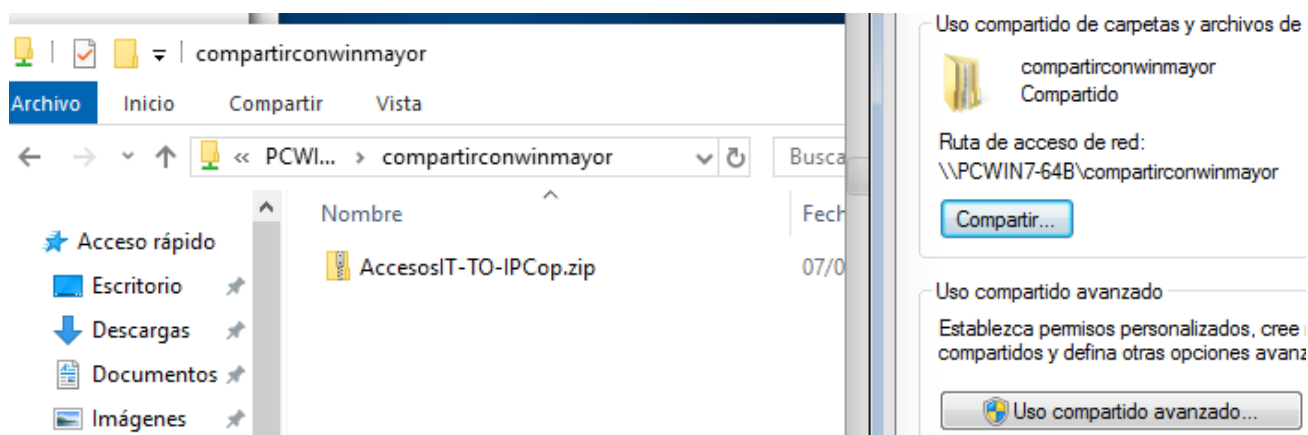 compartirconwinmayor
Archivo Inicio Compartir Vista
« PCWI... > compartirconwinmayor
Busca
Nombre
Fech
Acceso rápido
AccesosIT-TO-IPCop.zip
07/0
Escritorio
Descargas
Documentos
Imágenes
Uso compartido de carpetas y archivos de
compartirconwinmayor
Compartido
Ruta de acceso de red:
\\PCWIN7-64B\compartirconwinmayor
Compartir...
Uso compartido avanzado
Establezca permisos personalizados, cree
compartidos y defina otras opciones avanz
Uso compartido avanzado...